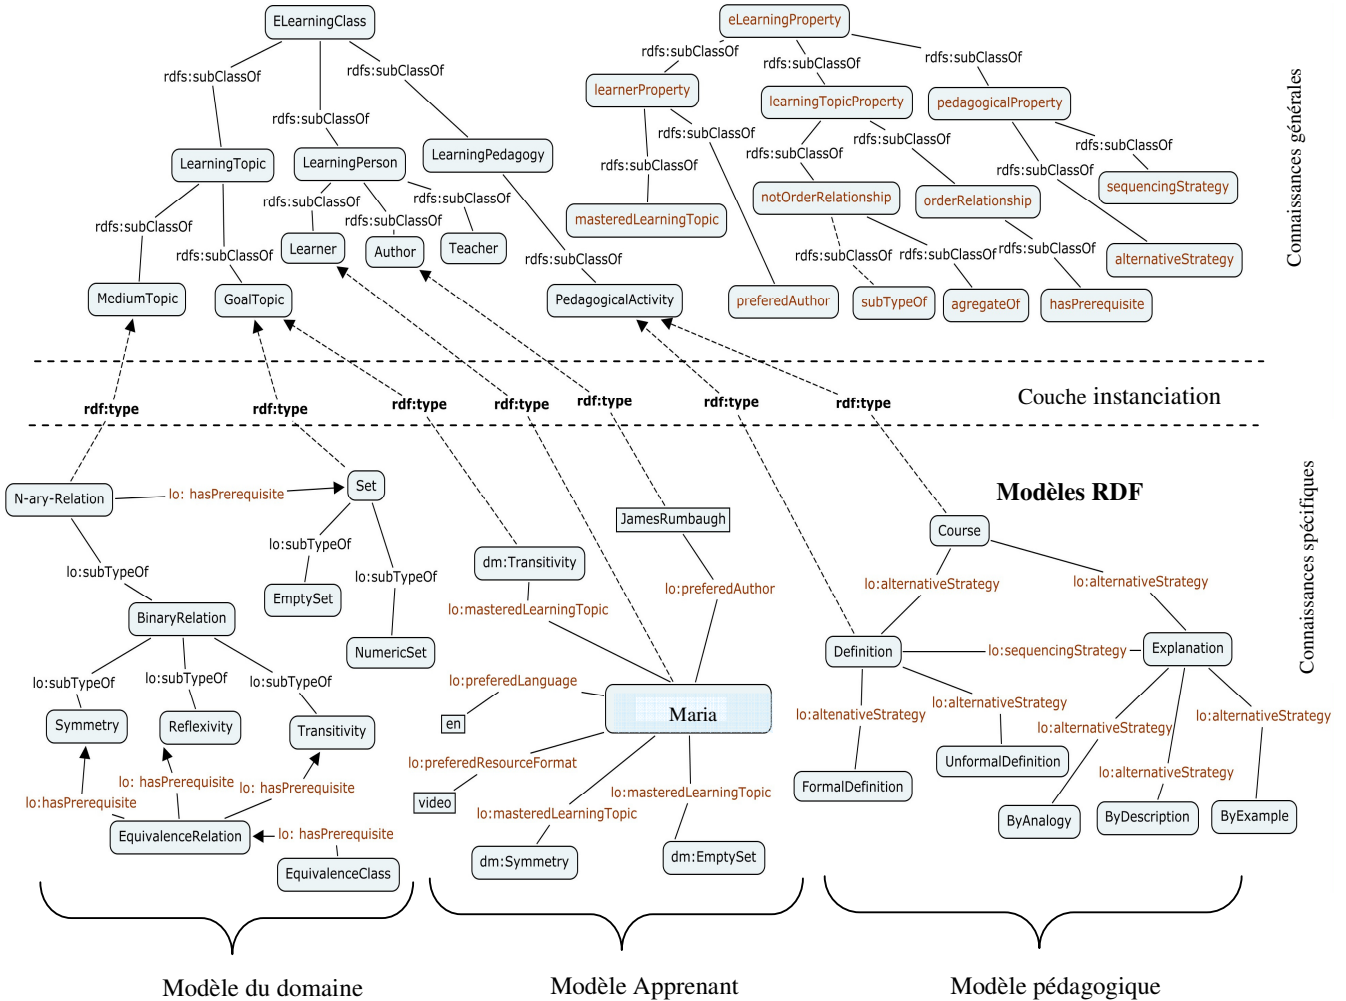 ELearningClass
eLearningProperty
rdfs:subClassOf
rdfs:subClassOf
rdfs:subClassOf
rdfs:subClassOf
rdfs:subClassOf
rdfs:subClassOf
learnerProperty
learningTopicProperty
pedagogicalProperty
Connaissances générales
rdfs:subClassOf
rdfs:subClassOf
rdfs:subClassOf
rdfs:subClassOf
rdfs:subClassOf
LearningTopic
LearningPerson
LearningPedagogy
rdfs:subClassOf
rdfs:subClassOf
sequencingStrategy
rdfs:subClassOf
rdfs:subClassOf
rdfs:subClassOf
rdfs:subClassOf
masteredLearningTopic
notOrderRelationship
orderRelationship
rdfs:subClassOf
Learner
Author
Teacher
rdfs:subClassOf
rdfs:subClassOf
rdfs:subClassOf
rdfs:subClassOf
rdfs:subClassOf
alternativeStrategy
MediumTopic
GoalTopic
PedagogicalActivity
preferedAuthor
subTypeOf
agregateOf
hasPrerequisite
rdf:type
rdf:type
rdf:type
rdf:type
rdf:type
rdf:type
rdf:type
Couche instanciation
N-ary-Relation
lo: hasPrerequisite
Set
Modèles RDF
Connaissances spécifiques
JamesRumbaugh
Course
lo:subTypeOf
lo:subTypeOf
lo:subTypeOf
dm:Transitivity
lo:preferedAuthor
lo:alternativeStrategy
lo:alternativeStrategy
EmptySet
lo:masteredLearningTopic
BinaryRelation
NumericSet
Definition
lo:sequencingStrategy
Explanation
lo:subTypeOf
lo:subTypeOf
lo:subTypeOf
lo:preferedLanguage
Maria
lo:altenativeStrategy
lo:alternativeStrategy
lo:alternativeStrategy
lo:alternativeStrategy
Symmetry
Reflexivity
Transitivity
en
lo:preferedResourceFormat
UnformalDefinition
lo:alternativeStrategy
lo:hasPrerequisite
lo: hasPrerequisite
lo: hasPrerequisite
video
lo:masteredLearningTopic
lo:masteredLearningTopic
FormalDefinition
ByAnalogy
ByDescription
ByExample
EquivalenceRelation
lo: hasPrerequisite
EquivalenceClass
dm:Symmetry
dm:EmptySet
Modèle du domaine
Modèle Apprenant
Modèle pédagogique